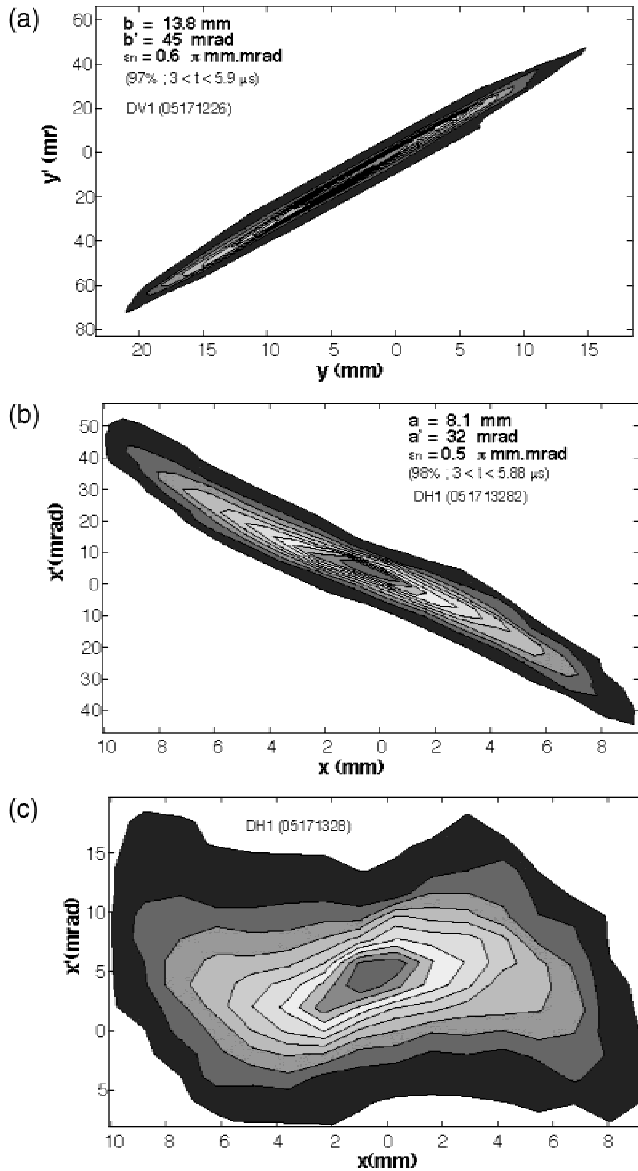 (a)
60
40
20
0
20
40
60
80
b = 13.8 mm
b' = 45 mrad
εn = 0.6 π mm.mrad
(97% ; 3 < t < 5.9 μs)
DV1 (05171226)
y' (mr)
20 15 10 5 0 5 10 15
y (mm)
(b)
50
40
30
20
10
0
10
20
30
40
a = 8.1 mm
a' = 32 mrad
εn = 0.5 π mm.mrad
(98% ; 3 < t < 5.88 μs)
DH1 (051713282)
x'(mrad)
10 8 6 4 2 0 2 4 6 8
x (mm)
(c)
DH1 (05171328)
15
10
5
0
5
x'(mrad)
10 8 6 4 2 0 2 4 6 8
x(mm)